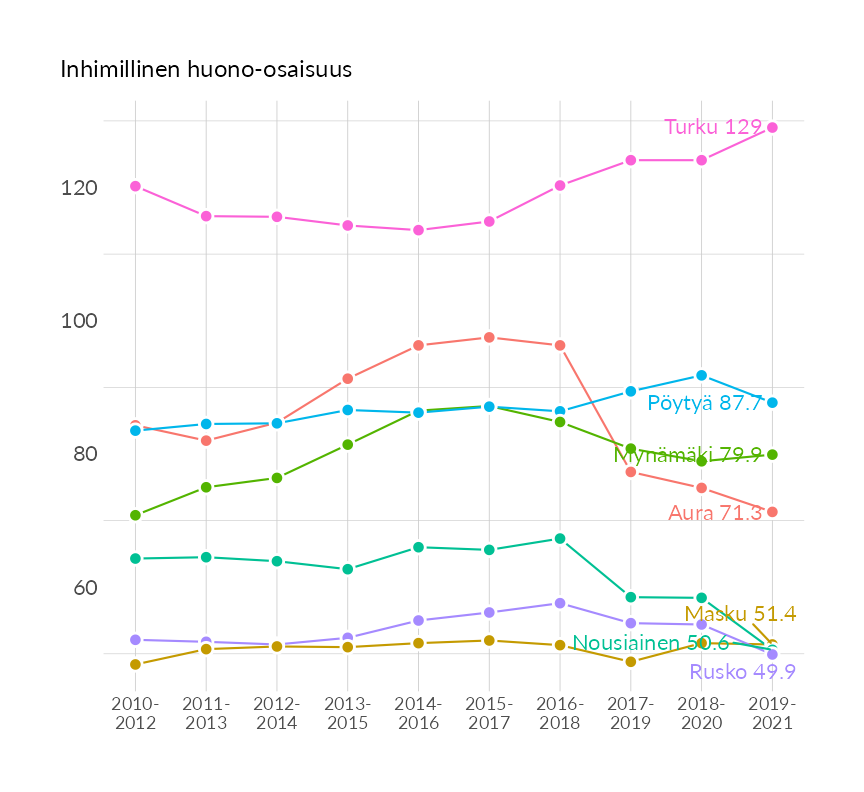 Inhimillinen huono-osaisuus
Turku 129
120
100
Pöytyä 87.7
80
Mynämäki 79.9
Aura 71.3
60
Masku 51.4
Nousiainen 50.6
Rusko 49.9
2010- 2011- 2012- 2013- 2014- 2015- 2016- 2017- 2018- 2019-
2012 2013 2014 2015 2016 2017 2018 2019 2020 2021